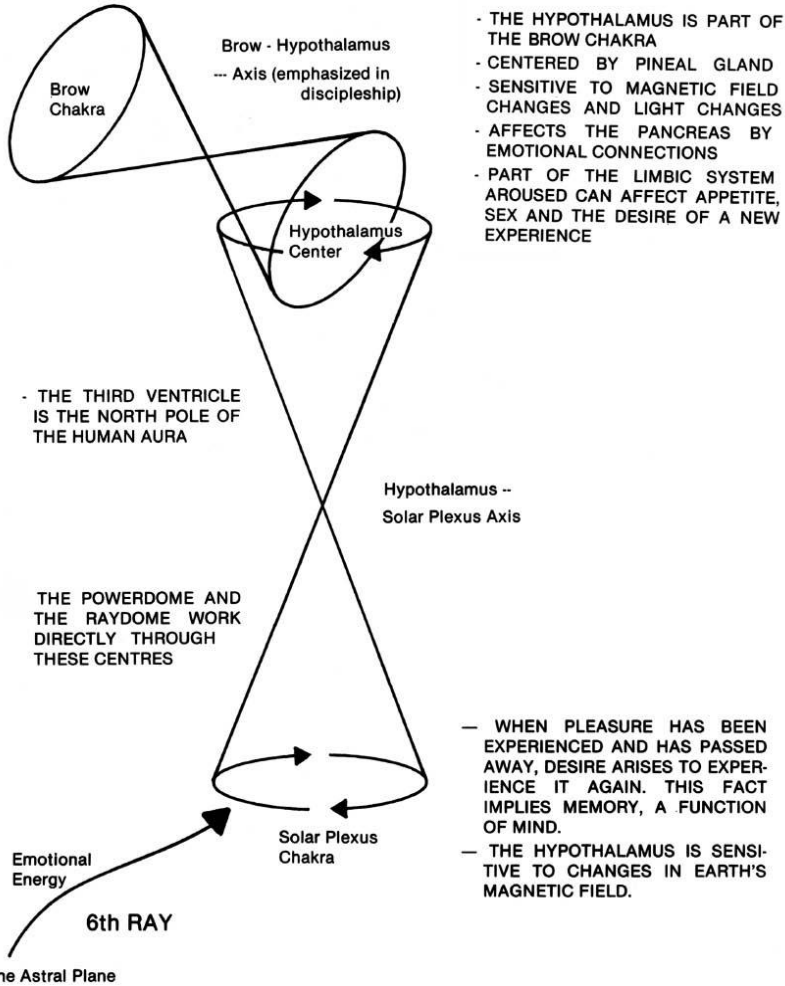 Brow - Hypothalamus
--- Axis (emphasized in
discipleship)
Brow
Chakra
Hypothalamus
Center
- THE HYPOTHALAMUS IS PART OF
THE BROW CHAKRA
- CENTERED BY PINEAL GLAND
- SENSITIVE TO MAGNETIC FIELD
CHANGES AND LIGHT CHANGES
- AFFECTS THE PANCREAS BY
EMOTIONAL CONNECTIONS
- PART OF THE LIMBIC SYSTEM
AROUSED CAN AFFECT APPETITE,
SEX AND THE DESIRE OF A NEW
EXPERIENCE
- THE THIRD VENTRICLE
IS THE NORTH POLE OF
THE HUMAN AURA
Hypothalamus --
Solar Plexus Axis
THE POWERDOME AND
THE RAYDOME WORK
DIRECTLY THROUGH
THESE CENTRES
— WHEN PLEASURE HAS BEEN
EXPERIENCED AND HAS PASSED
AWAY, DESIRE ARISES TO EXPER-
IENCE IT AGAIN. THIS FACT
IMPLIES MEMORY, A FUNCTION
OF MIND.
— THE HYPOTHALAMUS IS SENSI-
TIVE TO CHANGES IN EARTH'S
MAGNETIC FIELD.
Solar Plexus
Chakra
Emotional
Energy
6th RAY
Astral Plane